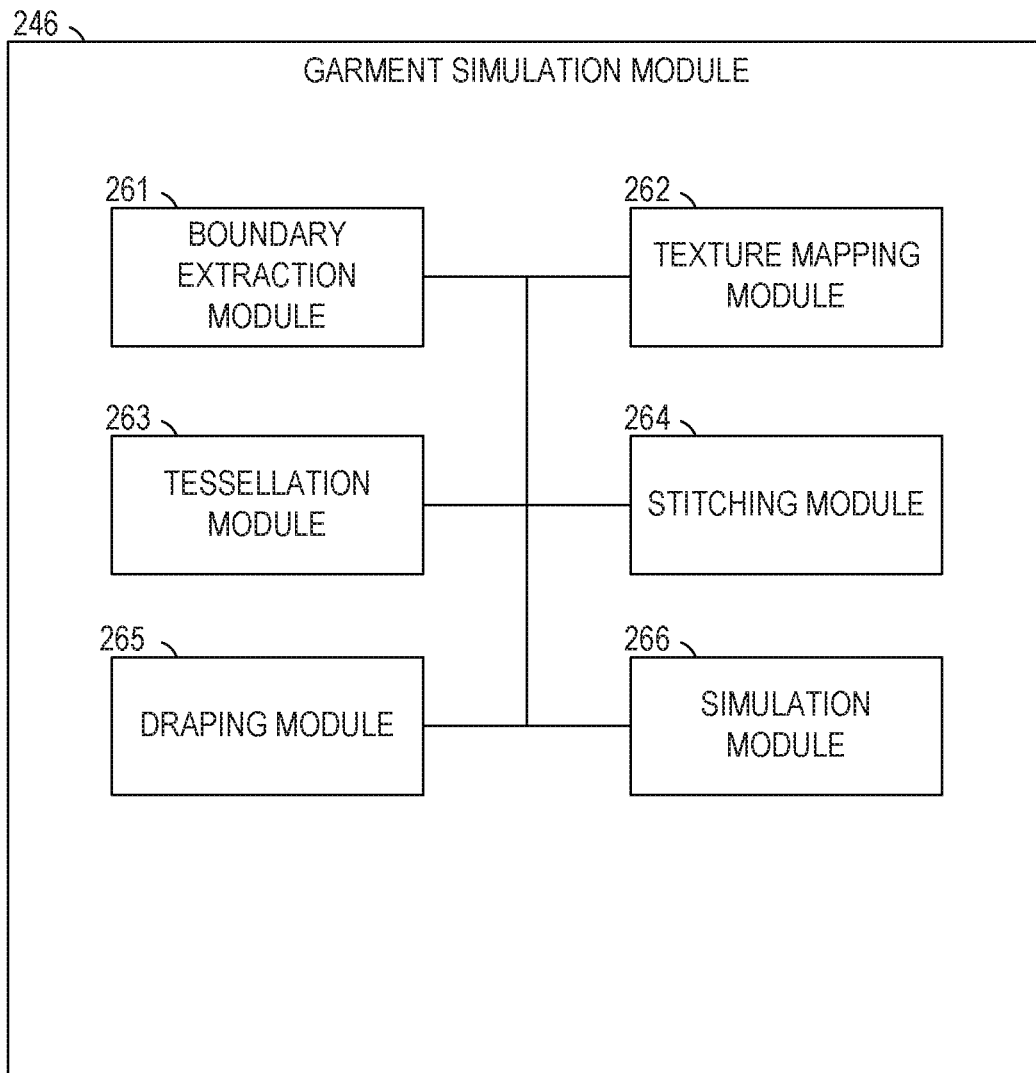 246
GARMENT SIMULATION MODULE
261
BOUNDARY
EXTRACTION
MODULE
262
TEXTURE MAPPING
MODULE
263
TESSELLATION
MODULE
264
STITCHING MODULE
265
DRAPING MODULE
266
SIMULATION
MODULE